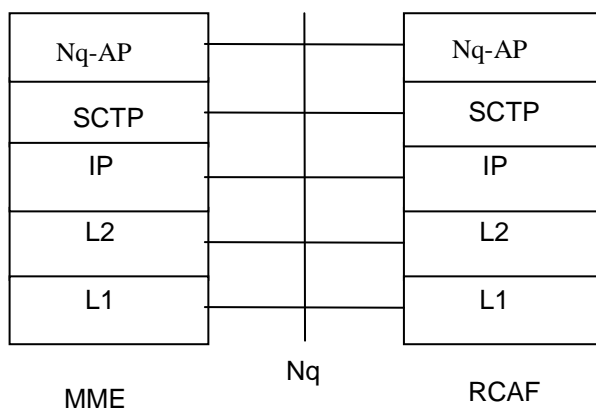 Nq-AP Nq-AP
SCTP SCTP
IP IP
L2 L2
L1 L1
Nq
MME RCAF